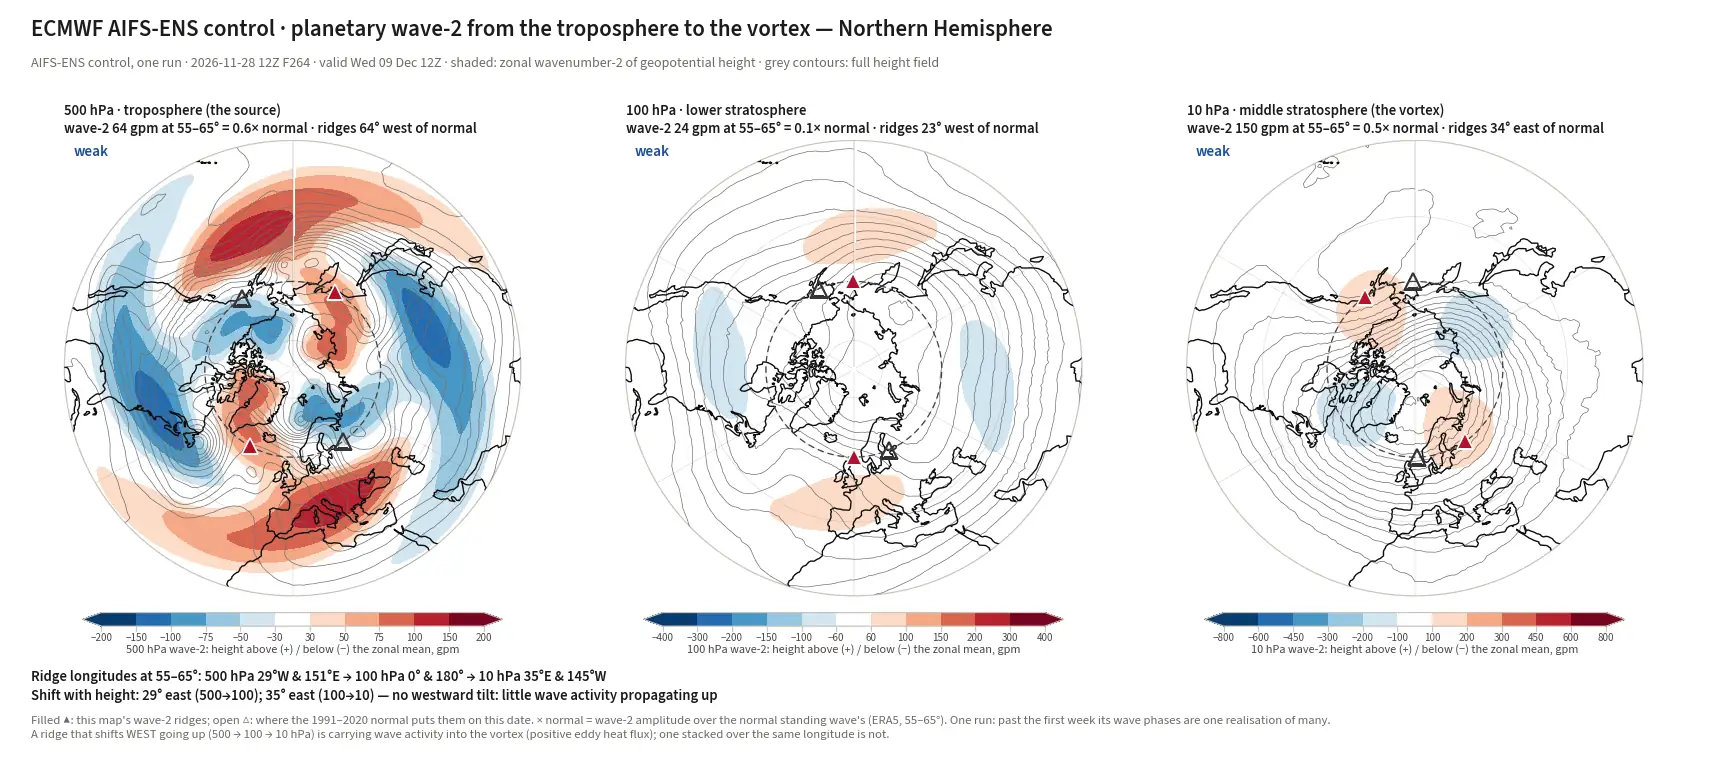 ECMWF AIFS-ENS control · planetary wave-2 from the troposphere to the vortex — Northern Hemisphere
AIFS-ENS control, one run · 2026-11-28 12Z F264 · valid Wed 09 Dec 12Z · shaded: zonal wavenumber-2 of geopotential height · grey contours: full height field
500 hPa · troposphere (the source)
wave-2 64 gpm at 55–65° = 0.6× normal · ridges 64° west of normal
weak
100 hPa · lower stratosphere
wave-2 24 gpm at 55–65° = 0.1× normal · ridges 23° west of normal
weak
10 hPa · middle stratosphere (the vortex)
wave-2 150 gpm at 55–65° = 0.5× normal · ridges 34° east of normal
weak
−200 −150 −100 −75 −50 −30 30 50 75 100 150 200
500 hPa wave-2: height above (+) / below (−) the zonal mean, gpm
−400 −300 −200 −150 −100 −60 60 100 150 200 300 400
100 hPa wave-2: height above (+) / below (−) the zonal mean, gpm
−800 −600 −450 −300 −200 −100 100 200 300 450 600 800
10 hPa wave-2: height above (+) / below (−) the zonal mean, gpm
Ridge longitudes at 55–65°: 500 hPa 29°W & 151°E → 100 hPa 0° & 180° → 10 hPa 35°E & 145°W
Shift with height: 29° east (500→100); 35° east (100→10) — no westward tilt: little wave activity propagating up
Filled ▲: this map's wave-2 ridges; open △: where the 1991–2020 normal puts them on this date. × normal = wave-2 amplitude over the normal standing wave's (ERA5, 55–65°). One run: past the first week its wave phases are one realisation of many.
A ridge that shifts WEST going up (500 → 100 → 10 hPa) is carrying wave activity into the vortex (positive eddy heat flux); one stacked over the same longitude is not.